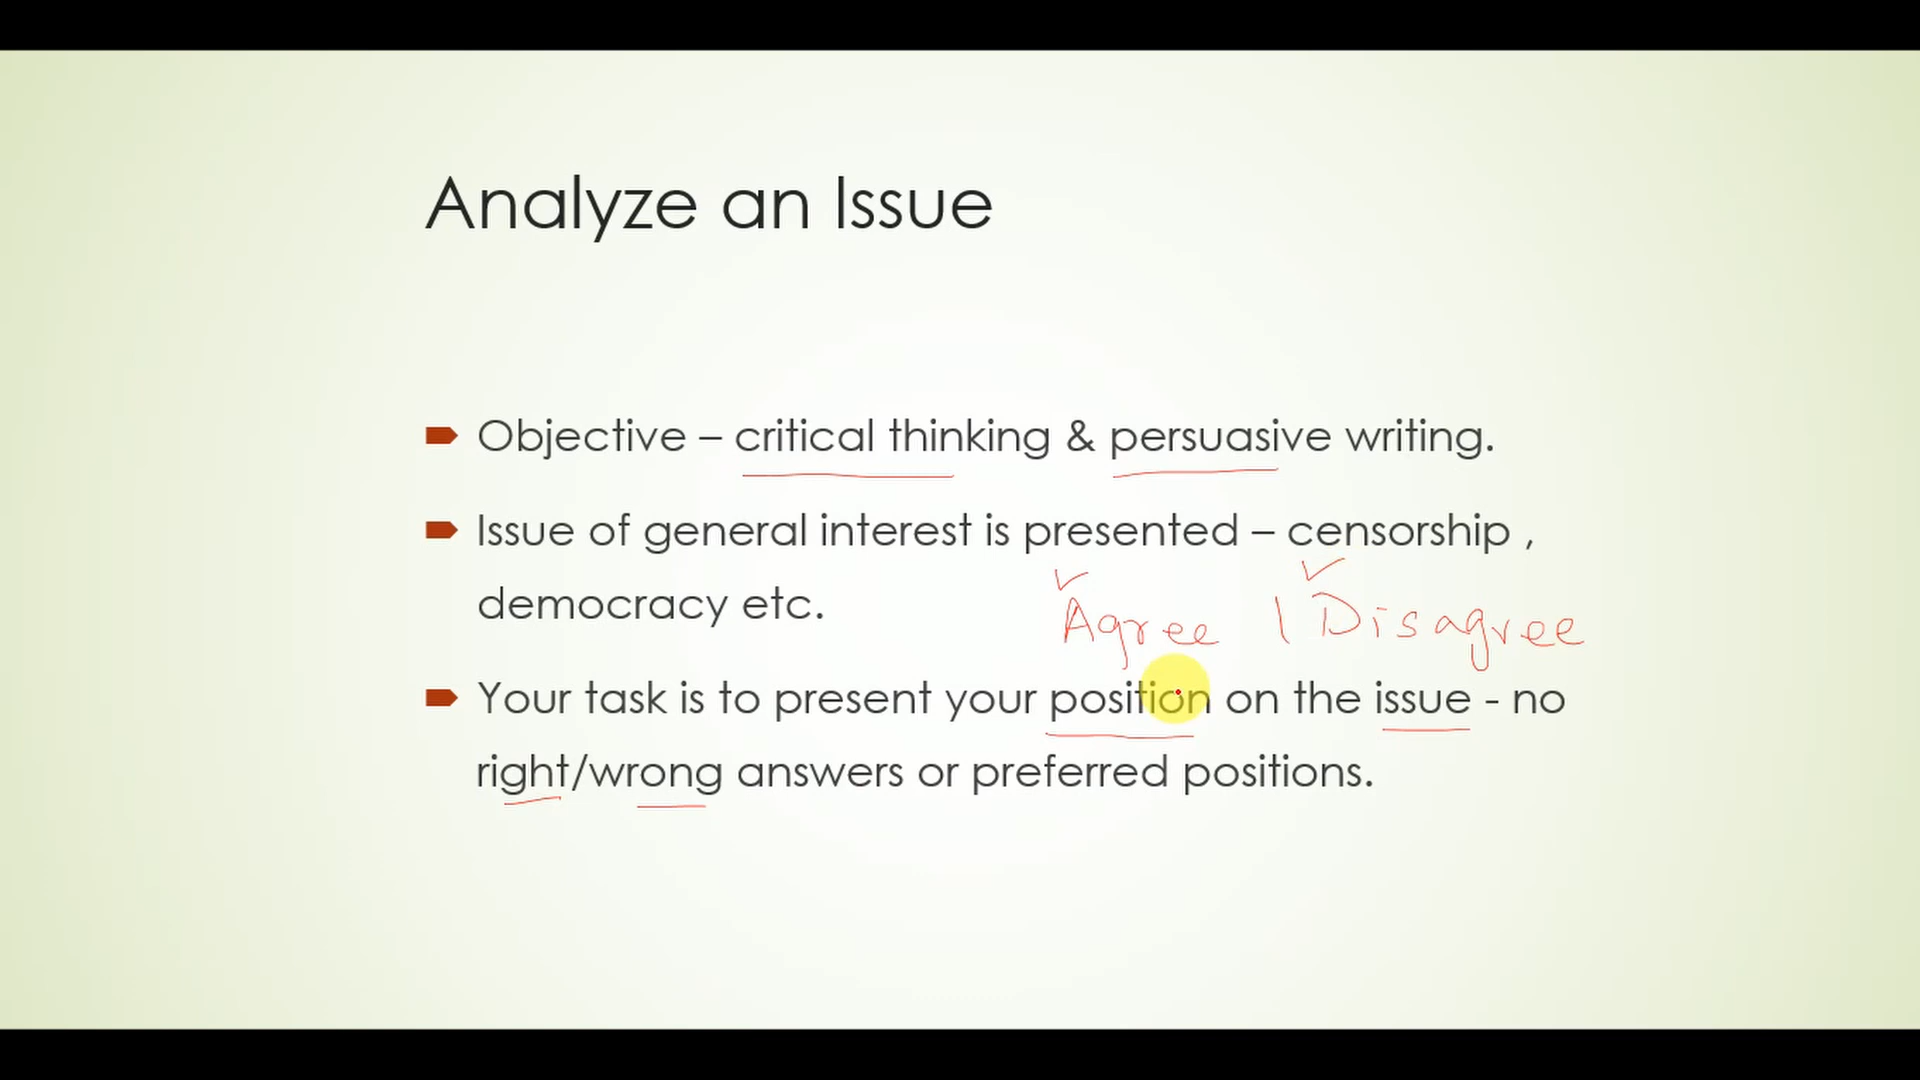 Analyze an Issue
Objective – critical thinking & persuasive writing.
Issue of general interest is presented – censorship ,
democracy etc.
Agree | Disagree
Your task is to present your position on the issue - no
right/wrong answers or preferred positions.